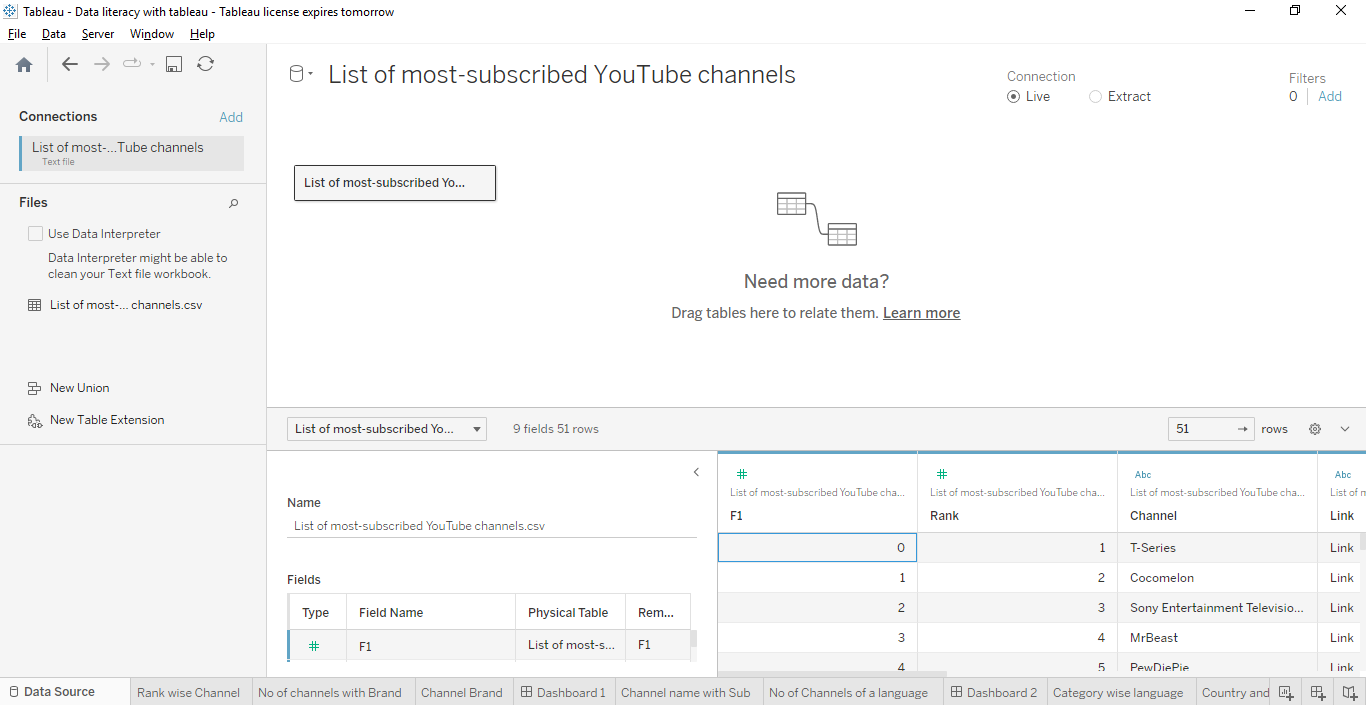 Tableau - Data literacy with tableau - Tableau license expires tomorrow
File Data Server Window Help
List of most-subscribed YouTube channels
Connection
Live Extract
Filters
0 Add
Connections Add
List of most-...Tube channels
Text file
Files
Use Data Interpreter
Data Interpreter might be able to
clean your Text file workbook.
List of most-... channels.csv
New Union
New Table Extension
List of most-subscribed Yo...
Need more data?
Drag tables here to relate them. Learn more
List of most-subscribed Yo... 9 fields 51 rows 51 rows
Name
List of most-subscribed YouTube channels.csv
Fields
Type Field Name Physical Table Rem...
F1 List of most-s... F1
Abc Abc
List of most-subscribed YouTube cha... List of most-subscribed YouTube cha... List of most-subscribed YouTube cha... List of m
F1 Rank Channel Link
0 1 T-Series Link
1 2 Cocomelon Link
2 3 Sony Entertainment Televisio... Link
3 4 MrBeast Link
4 5 PewDiePie Link
Data Source Rank wise Channel No of channels with Brand Channel Brand Dashboard 1 Channel name with Sub No of Channels of a language Dashboard 2 Category wise language Country and